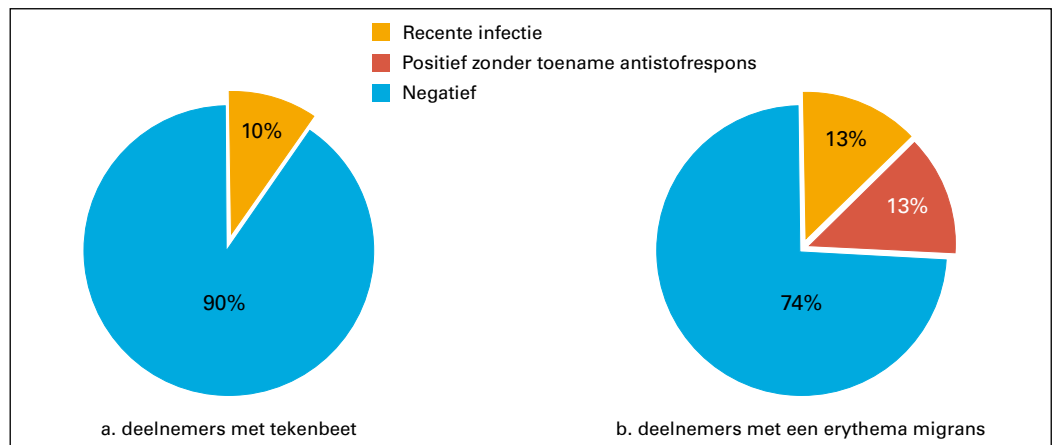 Recente infectie
Positief zonder toename antistofrespons
Negatief
10%
90%
13%
13%
74%
a. deelnemers met tekenbeet
b. deelnemers met een erythema migrans